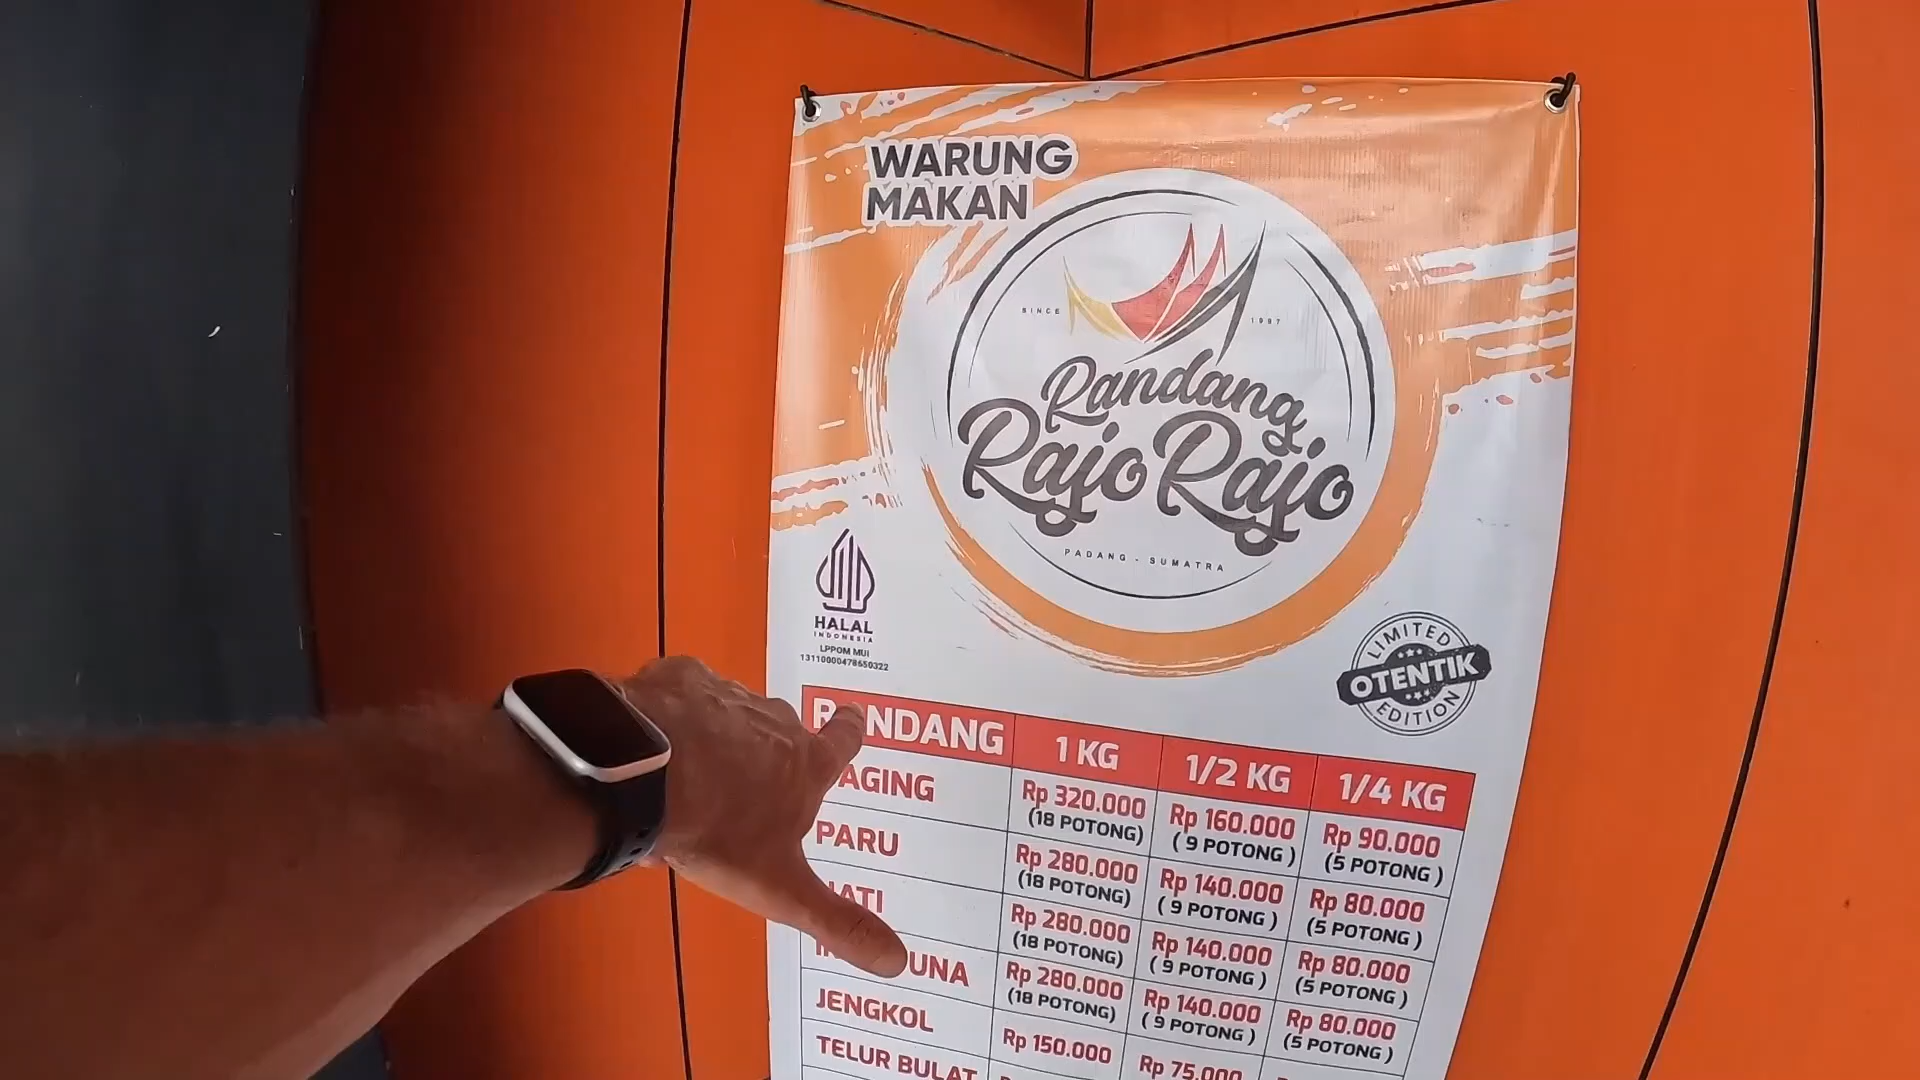 WARUNG
MAKAN
SINCE 1997
Randang
Rajo Rajo
PADANG - SUMATRA
HALAL
INDONESIA
LPPOM MUI
13110000478650322
LIMITED
OTENTIK
EDITION
NDANG 1 KG 1/2 KG 1/4 KG
AGING Rp 320.000 Rp 160.000 Rp 90.000
(18 POTONG) ( 9 POTONG ) (5 POTONG )
PARU Rp 280.000 Rp 140.000 Rp 80.000
(18 POTONG) ( 9 POTONG ) (5 POTONG )
ATI Rp 280.000 Rp 140.000 Rp 80.000
(18 POTONG) ( 9 POTONG ) (5 POTONG )
UNA Rp 280.000 Rp 140.000 Rp 80.000
(18 POTONG) ( 9 POTONG ) (5 POTONG )
JENGKOL Rp 150.000 Rp 75.000
TELUR BULAT